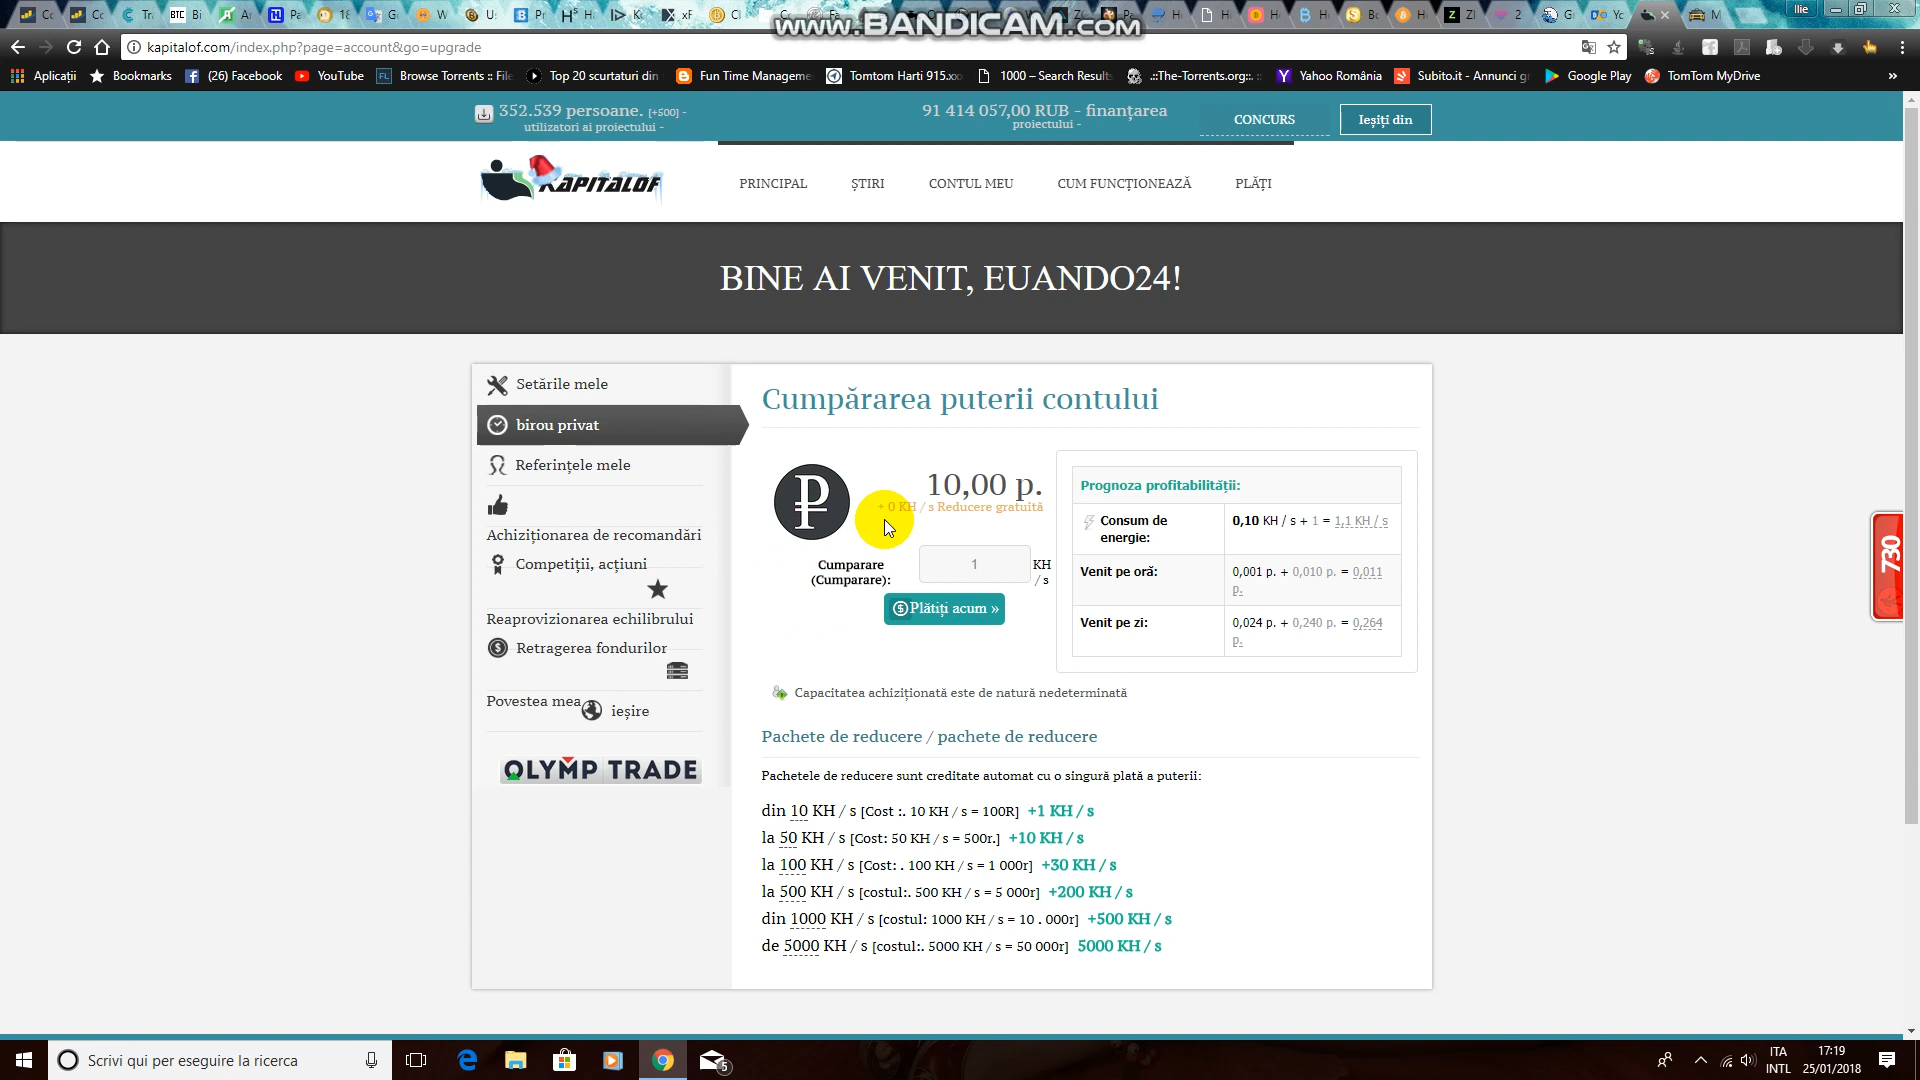 www.BANDICAM.com
Ilie
kapitalof.com/index.php?page=account&go=upgrade
Aplicații
Bookmarks
(26) Facebook
YouTube
Browse Torrents :: File
Top 20 scurtaturi din
Fun Time Manageme
Tomtom Harti 915.xx
1000 – Search Results
.::The-Torrents.org::.
Yahoo România
Subito.it - Annunci gr
Google Play
TomTom MyDrive
»
352.539 persoane. [+500] -
utilizatori ai proiectului -
91 414 057,00 RUB - finanțarea
proiectului -
CONCURS
Ieșiți din
KAPITALOF
PRINCIPAL
ȘTIRI
CONTUL MEU
CUM FUNCȚIONEAZĂ
PLĂȚI
BINE AI VENIT, EUANDO24!
Setările mele
birou privat
Referințele mele
Achiziționarea de recomandări
Competiții, acțiuni
Reaprovizionarea echilibrului
Retragerea fondurilor
Povestea mea
ieșire
OLYMP TRADE
Cumpărarea puterii contului
10,00 p.
+ 0 KH / s Reducere gratuită
Cumparare
(Cumparare):
1
KH
/ s
Plătiți acum »
Prognoza profitabilității:
Consum de
energie:
0,10 KH / s + 1 = 1,1 KH / s
Venit pe oră:
0,001 p. + 0,010 p. = 0,011
p.
Venit pe zi:
0,024 p. + 0,240 p. = 0,264
p.
Capacitatea achiziționată este de natură nedeterminată
Pachete de reducere / pachete de reducere
Pachetele de reducere sunt creditate automat cu o singură plată a puterii:
din 10 KH / s [Cost :. 10 KH / s = 100R] +1 KH / s
la 50 KH / s [Cost: 50 KH / s = 500r.] +10 KH / s
la 100 KH / s [Cost: . 100 KH / s = 1 000r] +30 KH / s
la 500 KH / s [costul:. 500 KH / s = 5 000r] +200 KH / s
din 1000 KH / s [costul: 1000 KH / s = 10 . 000r] +500 KH / s
de 5000 KH / s [costul:. 5000 KH / s = 50 000r] 5000 KH / s
730
Scrivi qui per eseguire la ricerca
5
ITA
INTL
17:19
25/01/2018